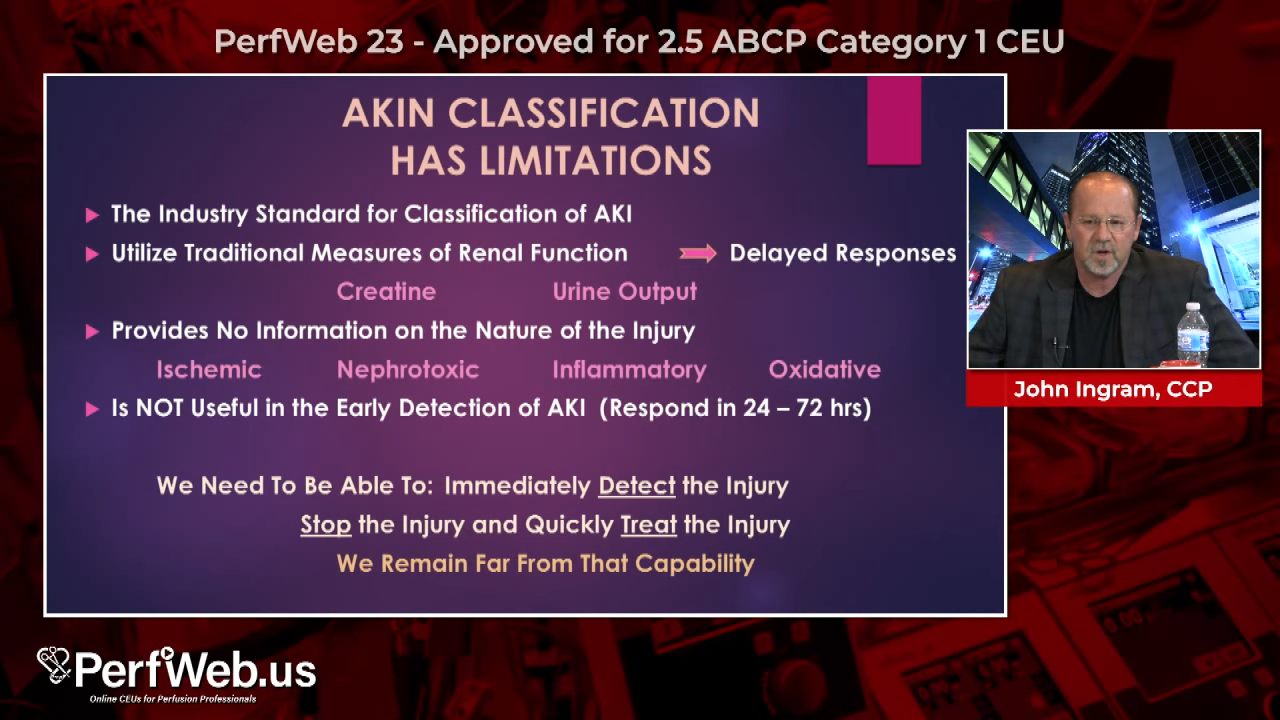 PerfWeb 23 - Approved for 2.5 ABCP Category 1 CEU
AKIN CLASSIFICATION
HAS LIMITATIONS
The Industry Standard for Classification of AKI
Utilize Traditional Measures of Renal Function Delayed Responses
Creatine Urine Output
Provides No Information on the Nature of the Injury
Ischemic Nephrotoxic Inflammatory Oxidative
Is NOT Useful in the Early Detection of AKI (Respond in 24 – 72 hrs)
We Need To Be Able To: Immediately Detect the Injury
Stop the Injury and Quickly Treat the Injury
We Remain Far From That Capability
John Ingram, CCP
PerfWeb.us
Online CEUs for Perfusion Professionals